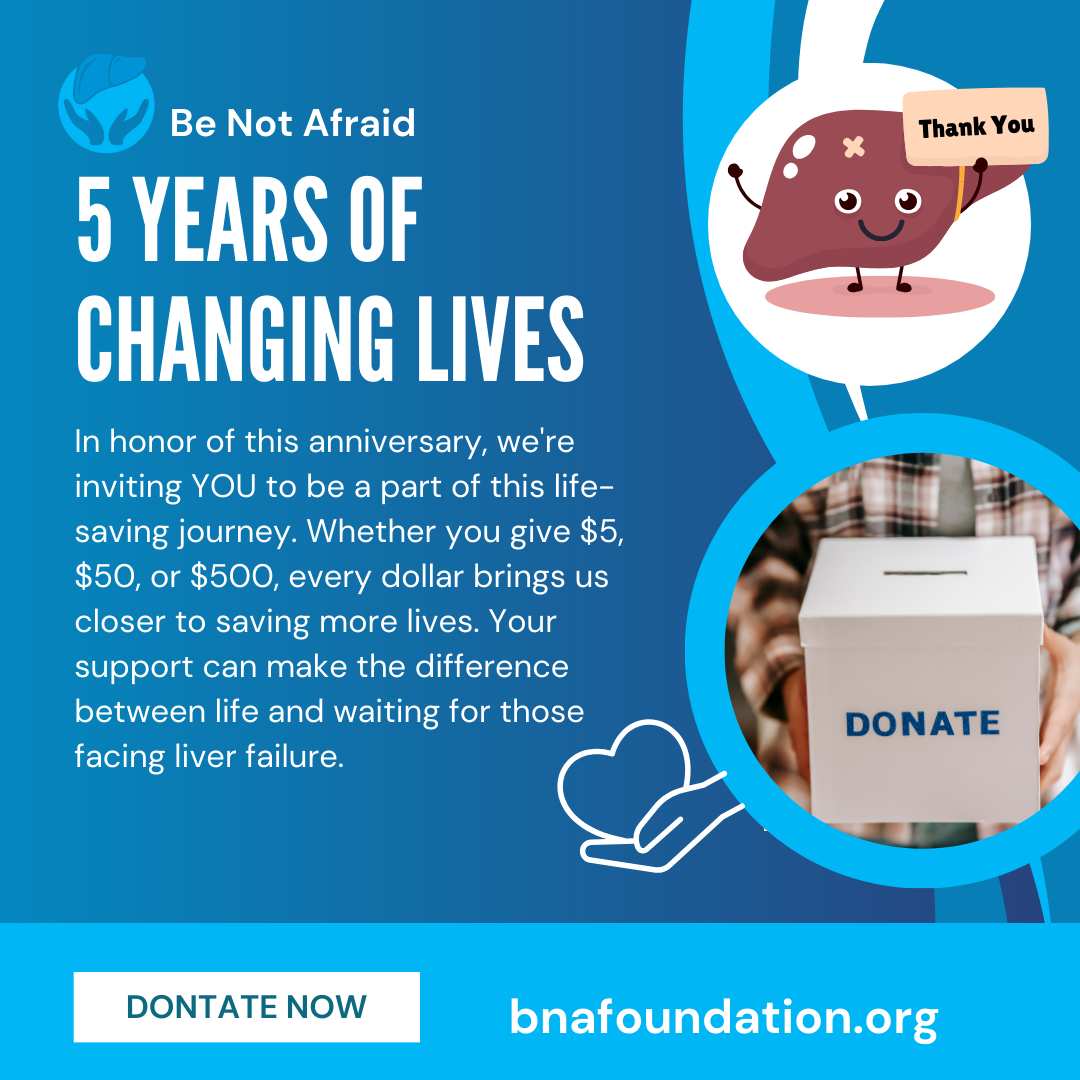 Be Not Afraid
5 YEARS OF
CHANGING LIVES
Thank You
In honor of this anniversary, we're
inviting YOU to be a part of this life-
saving journey. Whether you give $5,
$50, or $500, every dollar brings us
closer to saving more lives. Your
support can make the difference
between life and waiting for those
facing liver failure.
DONATE
DONTATE NOW
bnafoundation.org